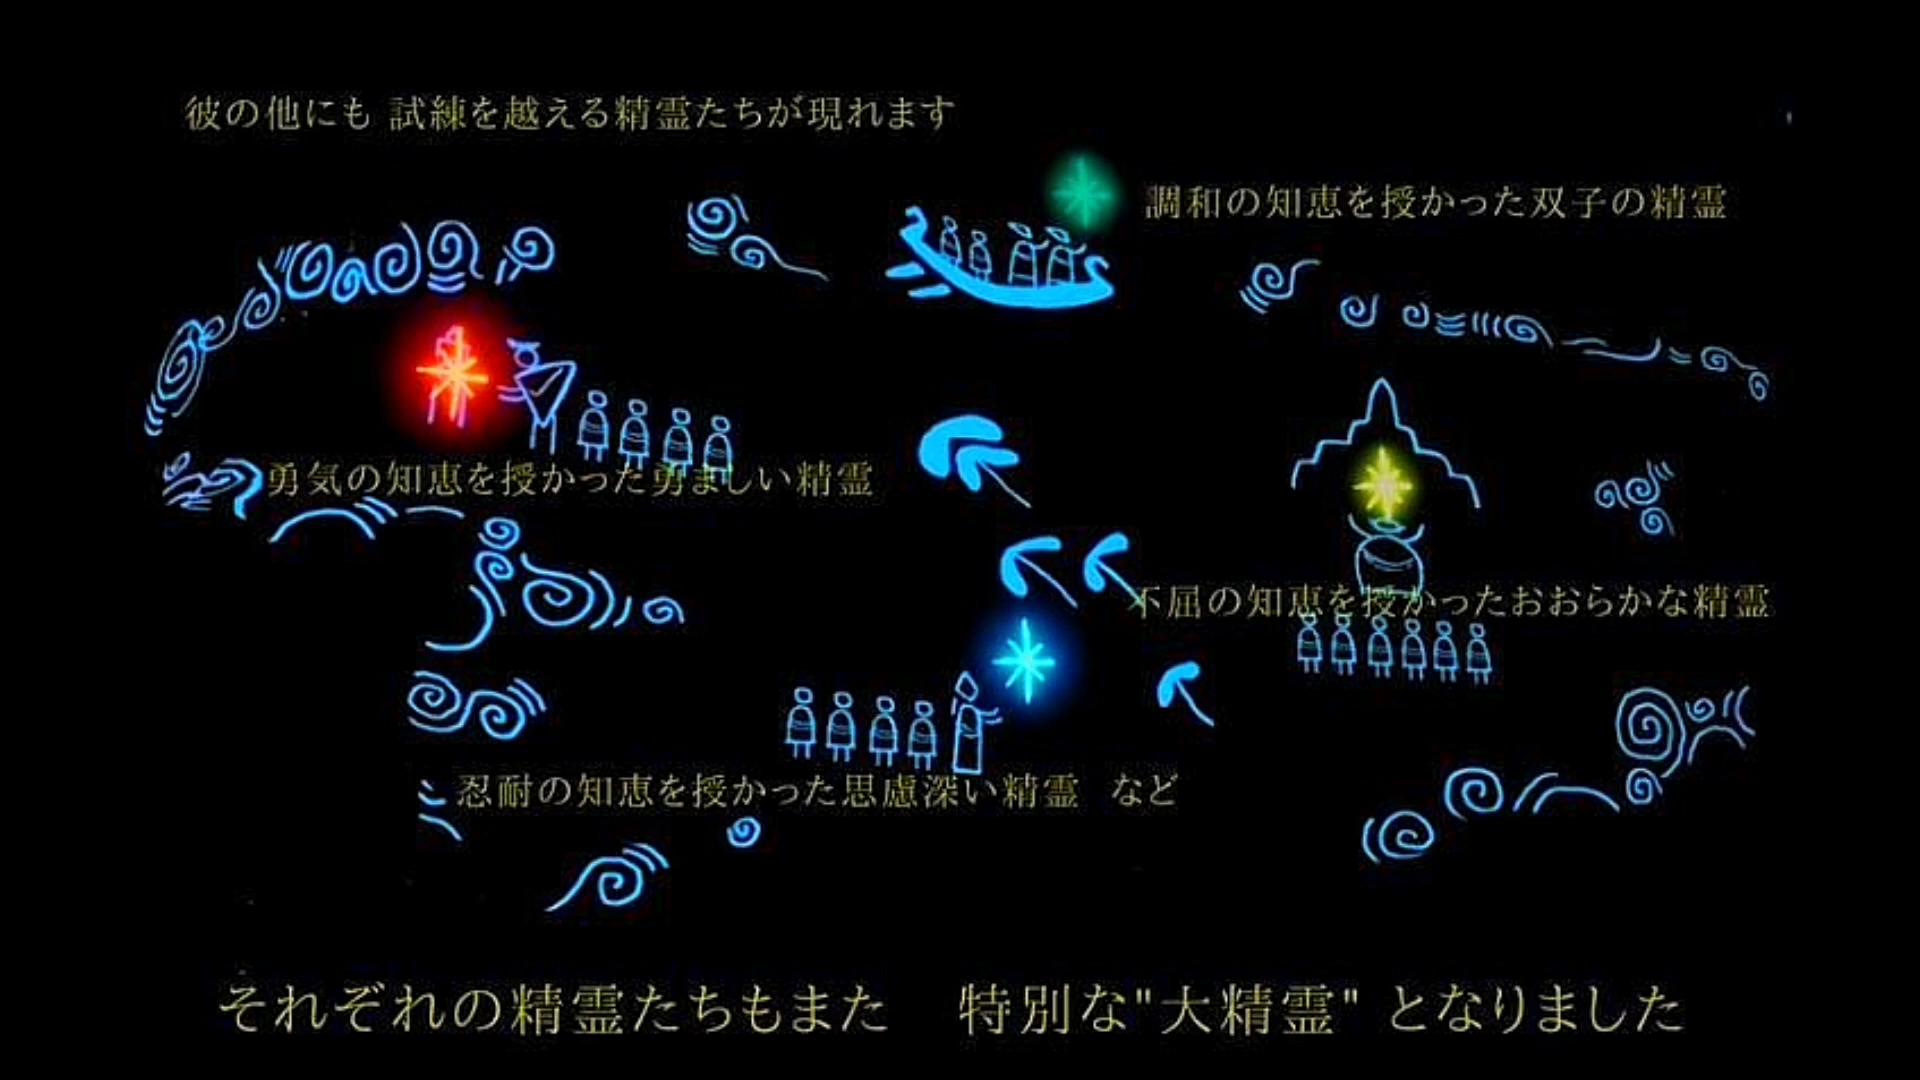 彼の他にも 試練を越える精霊たちが現れます
調和の知恵を授かった双子の精霊
勇気の知恵を授かった勇ましい精霊
不屈の知恵を授かったおおらかな精霊
忍耐の知恵を授かった思慮深い精霊 など
それぞれの精霊たちもまた 特別な"大精霊" となりました